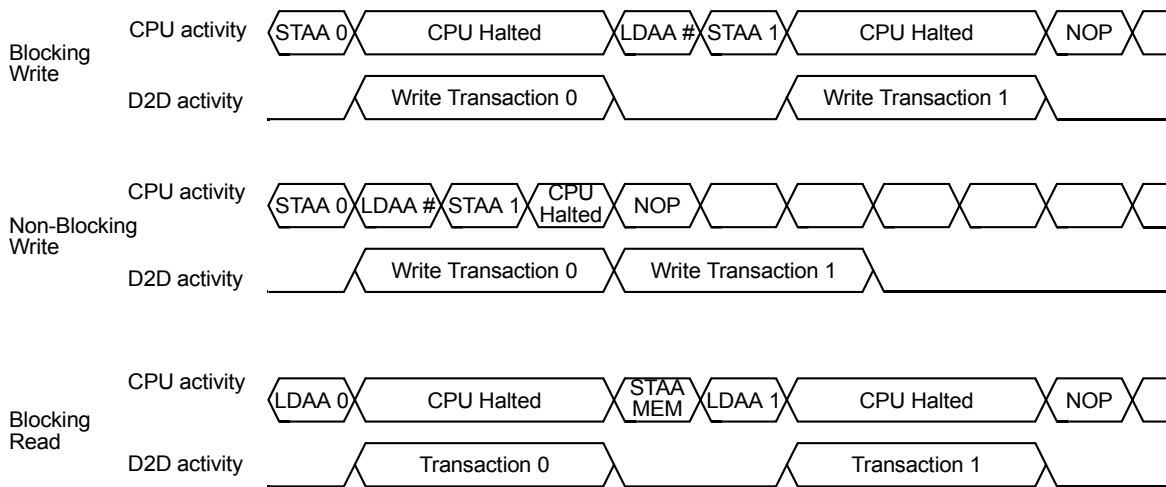 Blocking
Write
CPU activity
STAA 0 CPU Halted LDAA # STAA 1 CPU Halted NOP
D2D activity
Write Transaction 0 Write Transaction 1
Non-Blocking
Write
CPU activity
STAA 0 LDAA # STAA 1 CPU
Halted NOP
D2D activity
Write Transaction 0 Write Transaction 1
Blocking
Read
CPU activity
LDAA 0 CPU Halted STAA
MEM LDAA 1 CPU Halted NOP
D2D activity
Transaction 0 Transaction 1